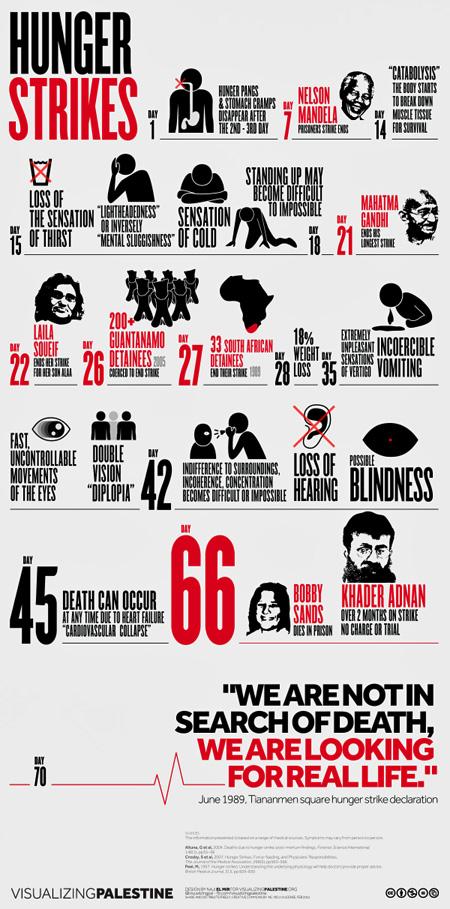 HUNGER
STRIKES
DAY
1
HUNGER PANGS
& STOMACH CRAMPS
DISAPPEAR AFTER
THE 2ND - 3RD DAY
DAY
7
NELSON
MANDELA
PRISONERS STRIKE ENDS
DAY
14
"CATABOLYSIS"
THE BODY STARTS
TO BREAK DOWN
MUSCLE TISSUE
FOR SURVIVAL
DAY
15
LOSS OF
THE SENSATION
OF THIRST
"LIGHTHEADEDNESS"
OR INVERSELY
"MENTAL SLUGGISHNESS"
SENSATION
OF COLD
STANDING UP MAY
BECOME DIFFICULT
TO IMPOSSIBLE
DAY
18
DAY
21
MAHATMA
GANDHI
ENDS HIS
LONGEST STRIKE
DAY
22
LAILA
SOUEIF
ENDS HER STRIKE
FOR HER SON ALAA
DAY
26
200+
GUANTANAMO
DETAINEES 2005
COERCED TO END STRIKE
DAY
27
33 SOUTH AFRICAN
DETAINEES
END THEIR STRIKE 1989
DAY
28
18%
WEIGHT
LOSS
DAY
35
EXTREMELY
UNPLEASANT
SENSATIONS
OF VERTIGO
INCOERCIBLE
VOMITING
FAST,
UNCONTROLLABLE
MOVEMENTS
OF THE EYES
DOUBLE
VISION
"DIPLOPIA"
DAY
42
INDIFFERENCE TO SURROUNDINGS,
INCOHERENCE, CONCENTRATION
BECOMES DIFFICULT OR IMPOSSIBLE
LOSS OF
HEARING
POSSIBLE
BLINDNESS
DAY
45
DEATH CAN OCCUR
AT ANY TIME DUE TO HEART FAILURE
"CARDIOVASCULAR COLLAPSE"
DAY
66
BOBBY
SANDS
DIES IN PRISON
KHADER ADNAN
OVER 2 MONTHS ON STRIKE
NO CHARGE OR TRIAL
"WE ARE NOT IN
SEARCH OF DEATH,
WE ARE LOOKING
FOR REAL LIFE."
DAY
70
June 1989, Tiananmen square hunger strike declaration
SOURCES
VISUALIZINGPALESTINE